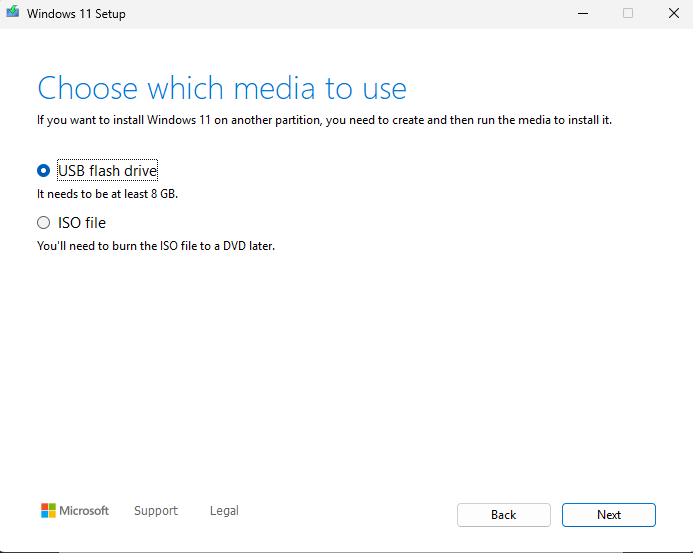 Windows 11 Setup
Choose which media to use
If you want to install Windows 11 on another partition, you need to create and then run the media to install it.
USB flash drive
It needs to be at least 8 GB.
ISO file
You'll need to burn the ISO file to a DVD later.
Microsoft Support Legal Back Next